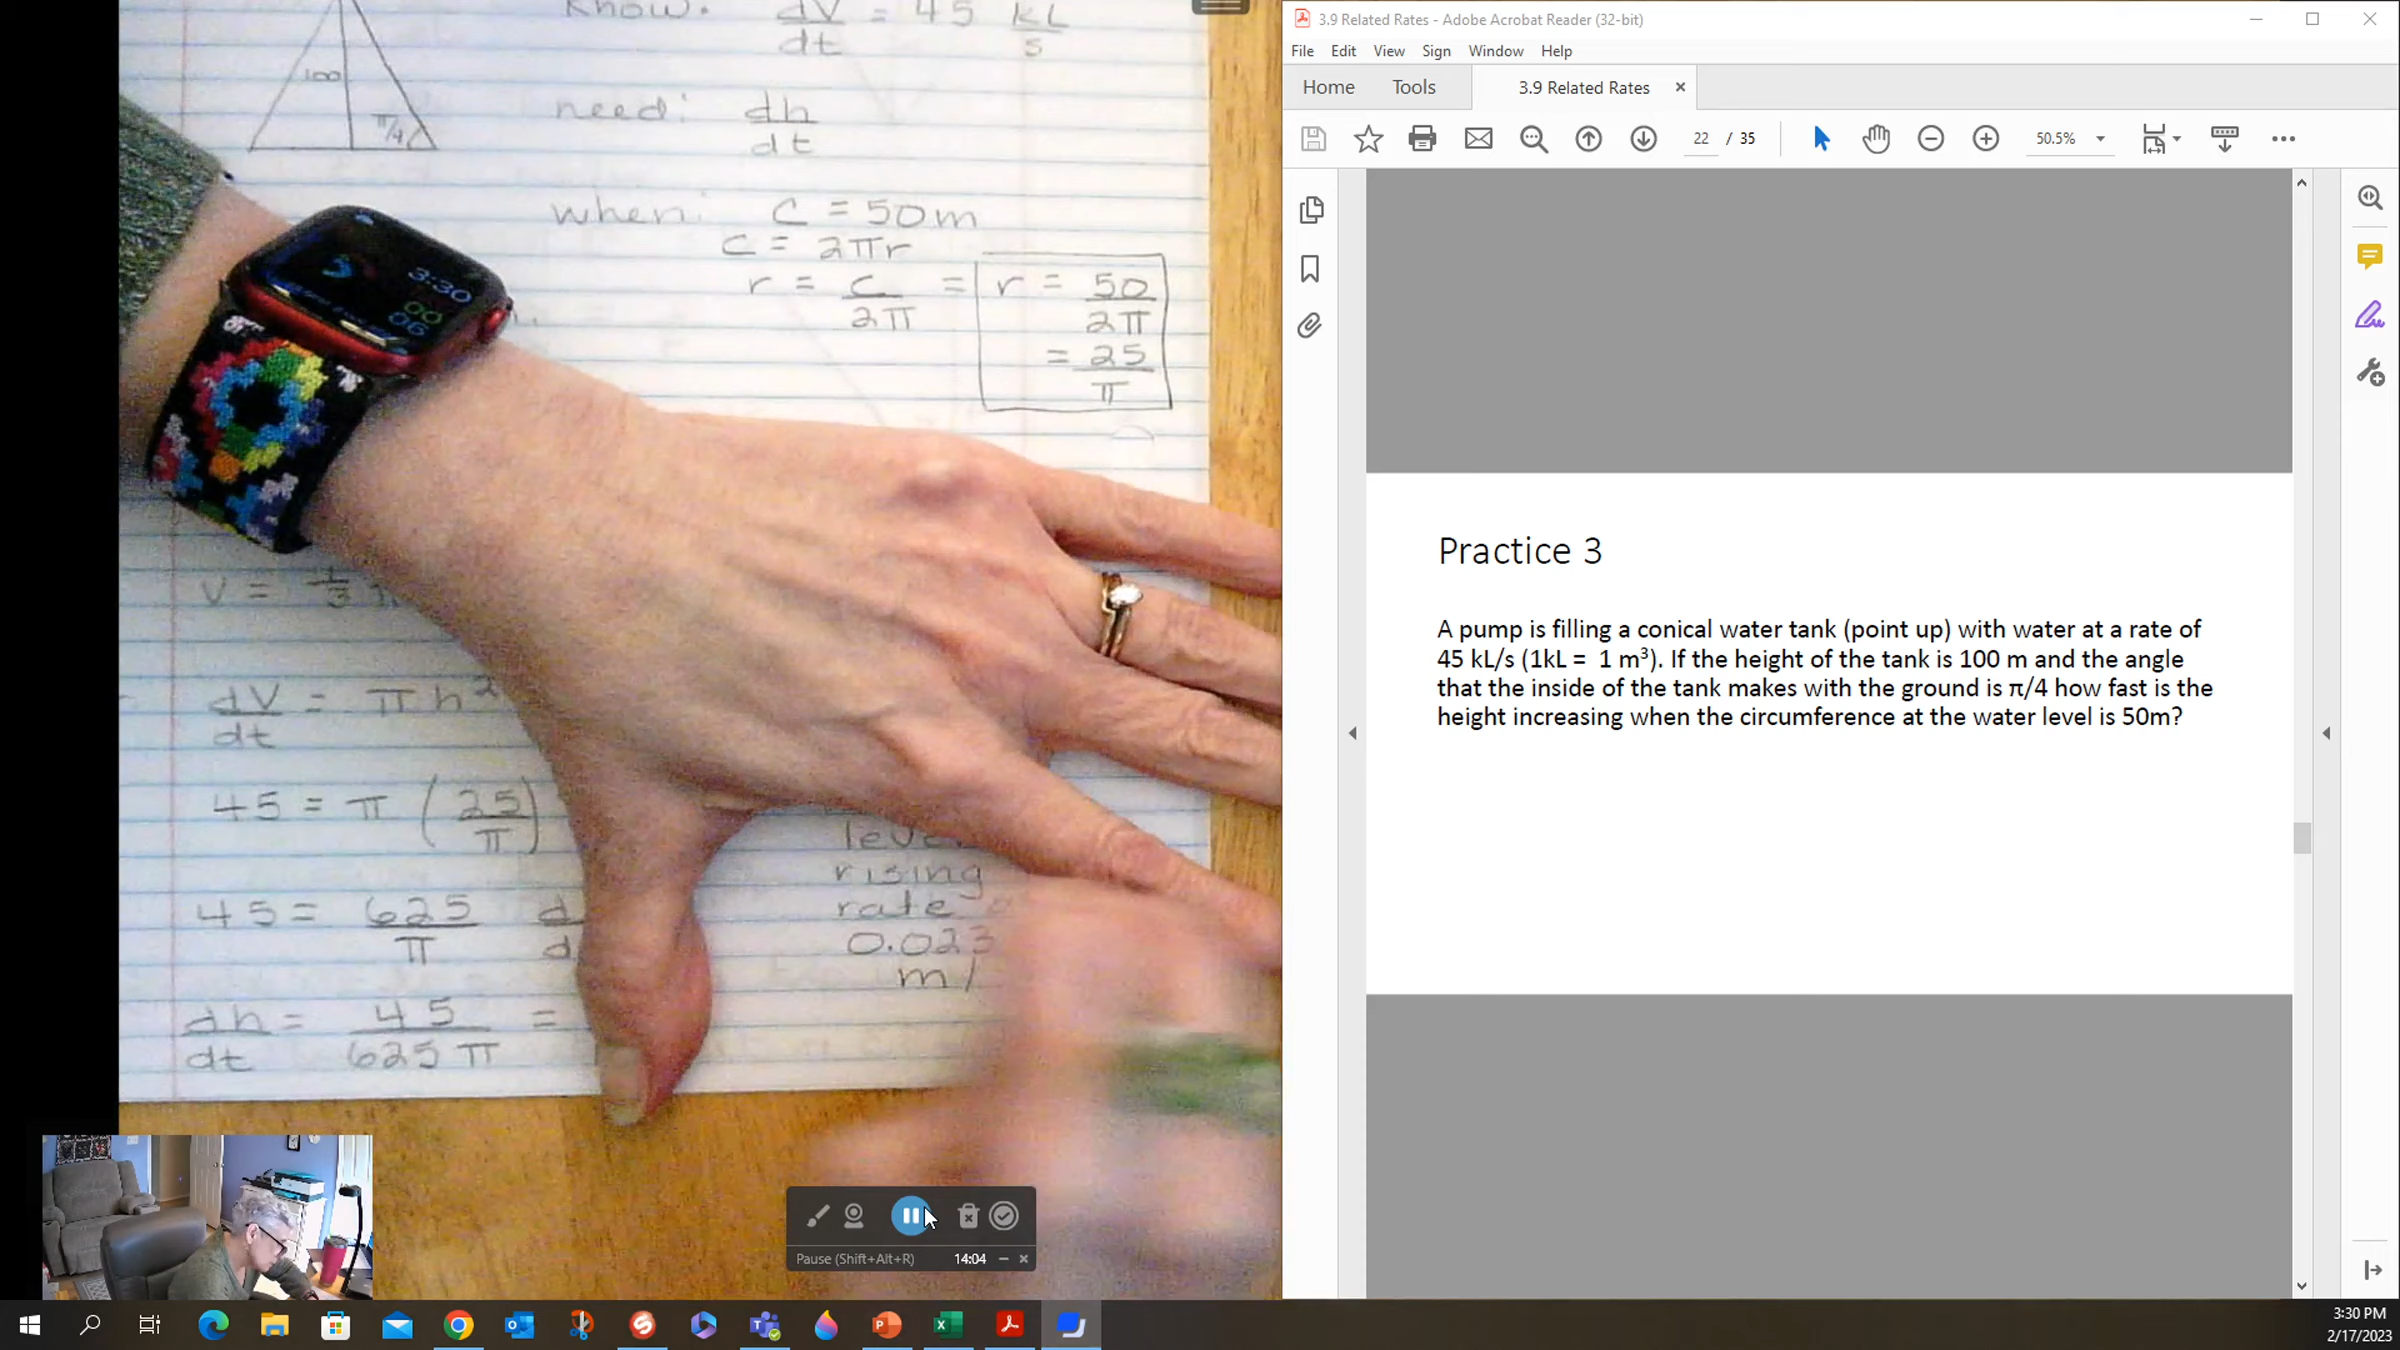 Know: dV/dt = 45 kL/s
100
π/4
need: dh/dt
when: C = 50m
C = 2πr
r = C/2π = r = 50/2π
= 25/π
3:30
V = 1/3 π
dV/dt = πh²
45 = π (25/π)
45 = 625/π
dh/dt = 45/625π =
rising
rate
0.023
m/
3.9 Related Rates - Adobe Acrobat Reader (32-bit)
File Edit View Sign Window Help
Home Tools 3.9 Related Rates ×
22 / 35 50.5%
Practice 3
A pump is filling a conical water tank (point up) with water at a rate of
45 kL/s (1kL = 1 m³). If the height of the tank is 100 m and the angle
that the inside of the tank makes with the ground is π/4 how fast is the
height increasing when the circumference at the water level is 50m?
Pause (Shift+Alt+R) 14:04
3:30 PM
2/17/2023